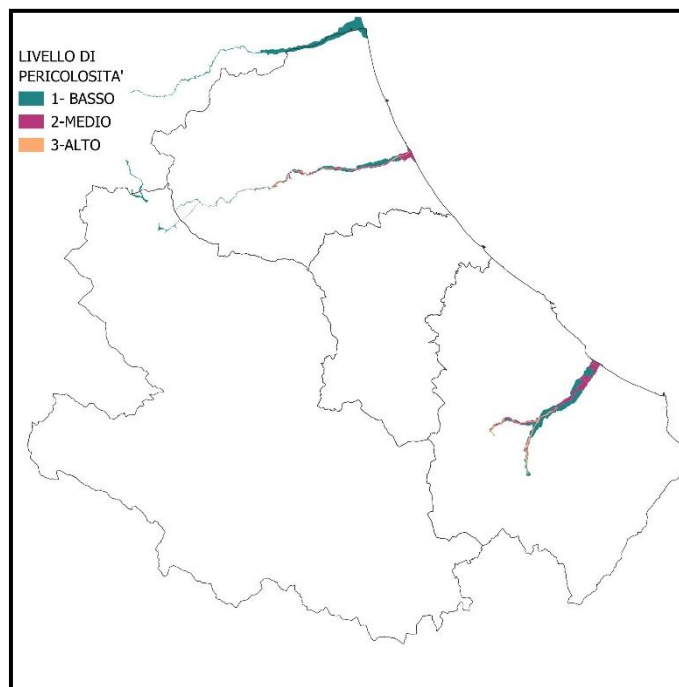 LIVELLO DI
PERICOLOSITA'
1- BASSO
2-MEDIO
3-ALTO